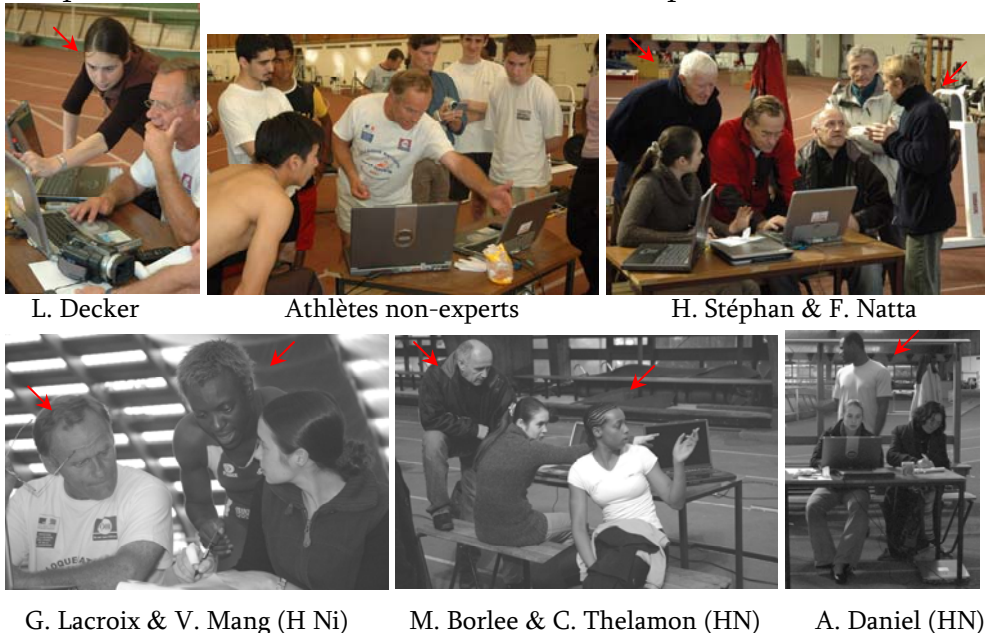 L. Decker
Athlètes non-experts
H. Stéphan & F. Natta
G. Lacroix & V. Mang (H Ni)
M. Borlee & C. Thelamon (HN)
A. Daniel (HN)